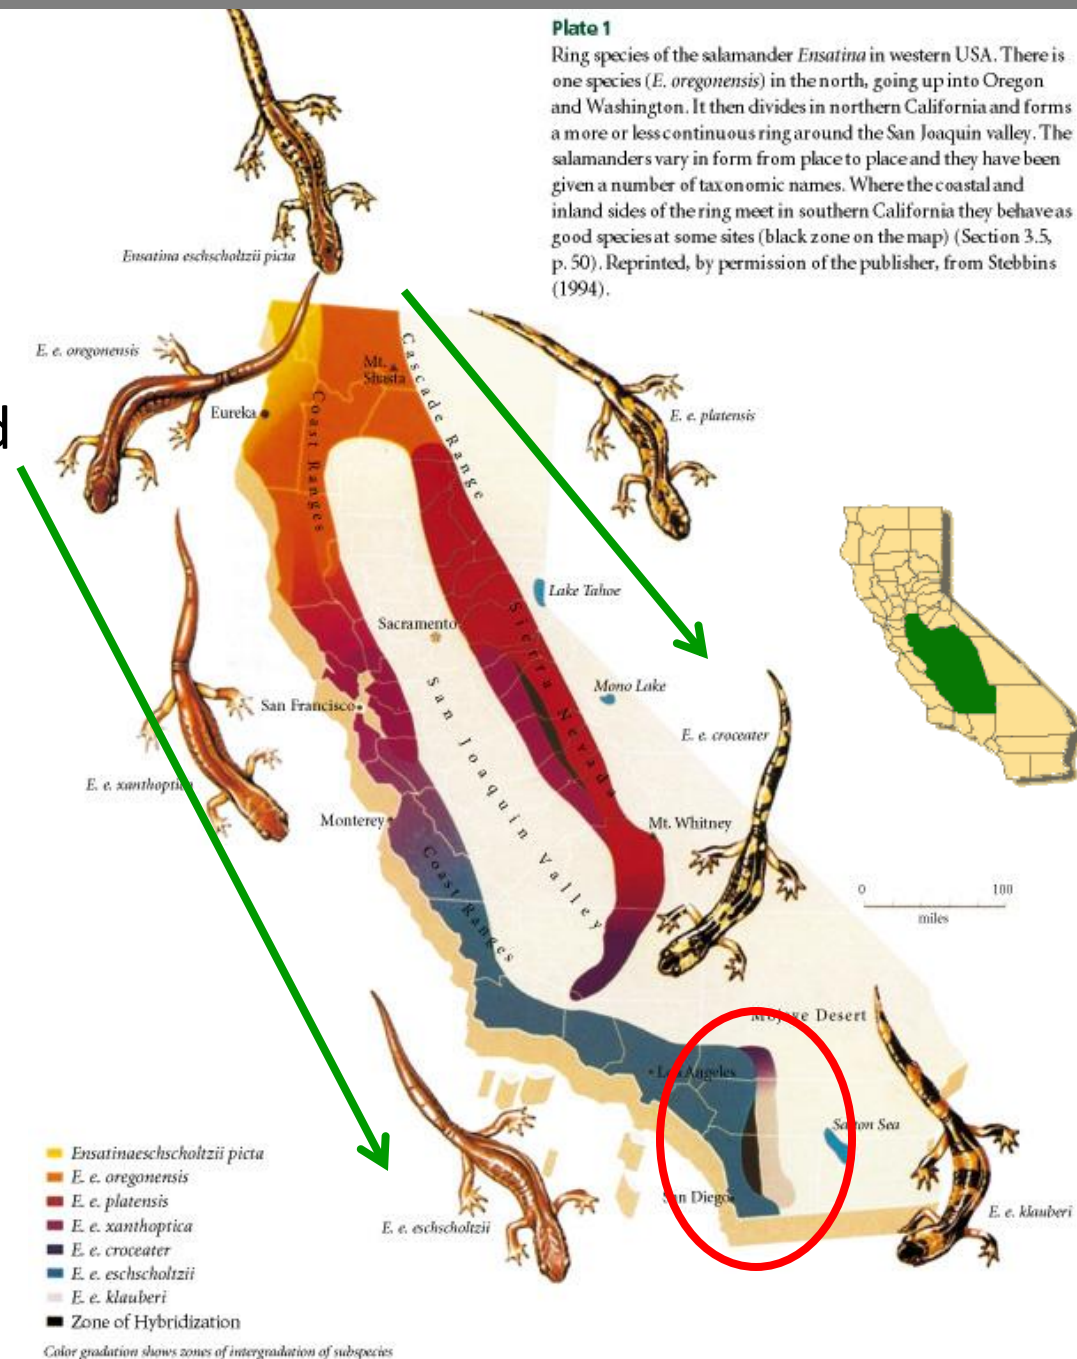 Plate 1
Ring species of the salamander Ensatina in western USA. There is
one species (E. oregonensis) in the north, going up into Oregon
and Washington. It then divides in northern California and forms
a more or less continuous ring around the San Joaquin valley. The
salamanders vary in form from place to place and they have been
given a number of taxonomic names. Where the coastal and
inland sides of the ring meet in southern California they behave as
good species at some sites (black zone on the map) (Section 3.5,
p. 50). Reprinted, by permission of the publisher, from Stebbins
(1994).
Ensatina eschscholtzii picta
E. e. oregonensis
Mt. Shasta
Cascade Range
Eureka
Coast Ranges
E. e. platensis
d
Lake Tahoe
Sacramento
Sierra Nevada
San Joaquin Valley
Mono Lake
San Francisco
E. e. croceater
E. e. xanthoptica
Monterey
Mt. Whitney
Coast Ranges
0 100
miles
Mojave Desert
Los Angeles
Salton Sea
San Diego
E. e. eschscholtzii
E. e. klauberi
Ensatinaeschscholtzii picta
E. e. oregonensis
E. e. platensis
E. e. xanthoptica
E. e. croceater
E. e. eschscholtzii
E. e. klauberi
Zone of Hybridization
Color gradation shows zones of intergradation of subspecies